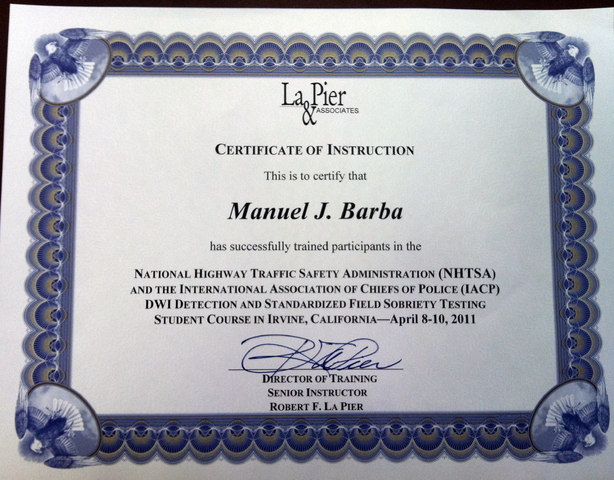 La Pier
& ASSOCIATES
CERTIFICATE OF INSTRUCTION
This is to certify that
Manuel J. Barba
has successfully trained participants in the
NATIONAL HIGHWAY TRAFFIC SAFETY ADMINISTRATION (NHTSA)
AND THE INTERNATIONAL ASSOCIATION OF CHIEFS OF POLICE (IACP)
DWI DETECTION AND STANDARDIZED FIELD SOBRIETY TESTING
STUDENT COURSE IN IRVINE, CALIFORNIA—April 8-10, 2011
DIRECTOR OF TRAINING
SENIOR INSTRUCTOR
ROBERT F. LA PIER